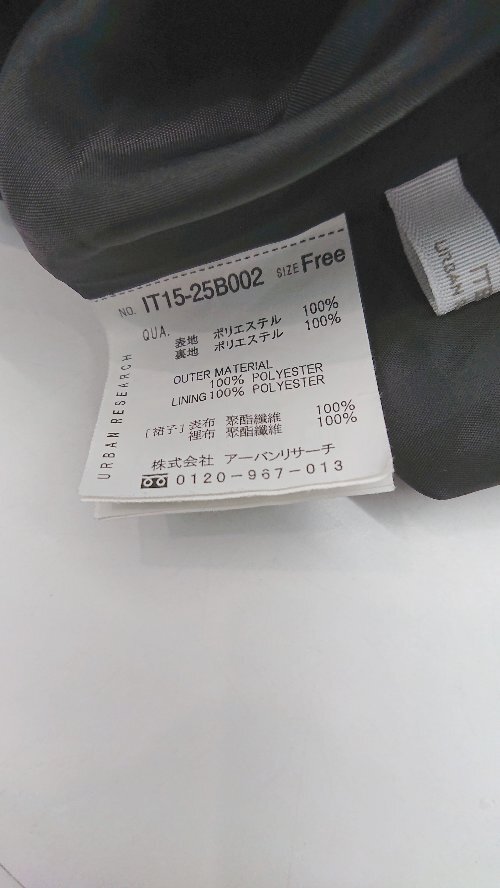 NO. IT15-25B002 SIZE Free
QUA.
表地 ポリエステル 100%
裏地 ポリエステル 100%
OUTER MATERIAL
100% POLYESTER
LINING 100% POLYESTER
[裙子] 表布 聚酯纖維 100%
裡布 聚酯纖維 100%
株式会社 アーバンリサーチ
0120-967-013
URBAN RESEARCH
URBAN